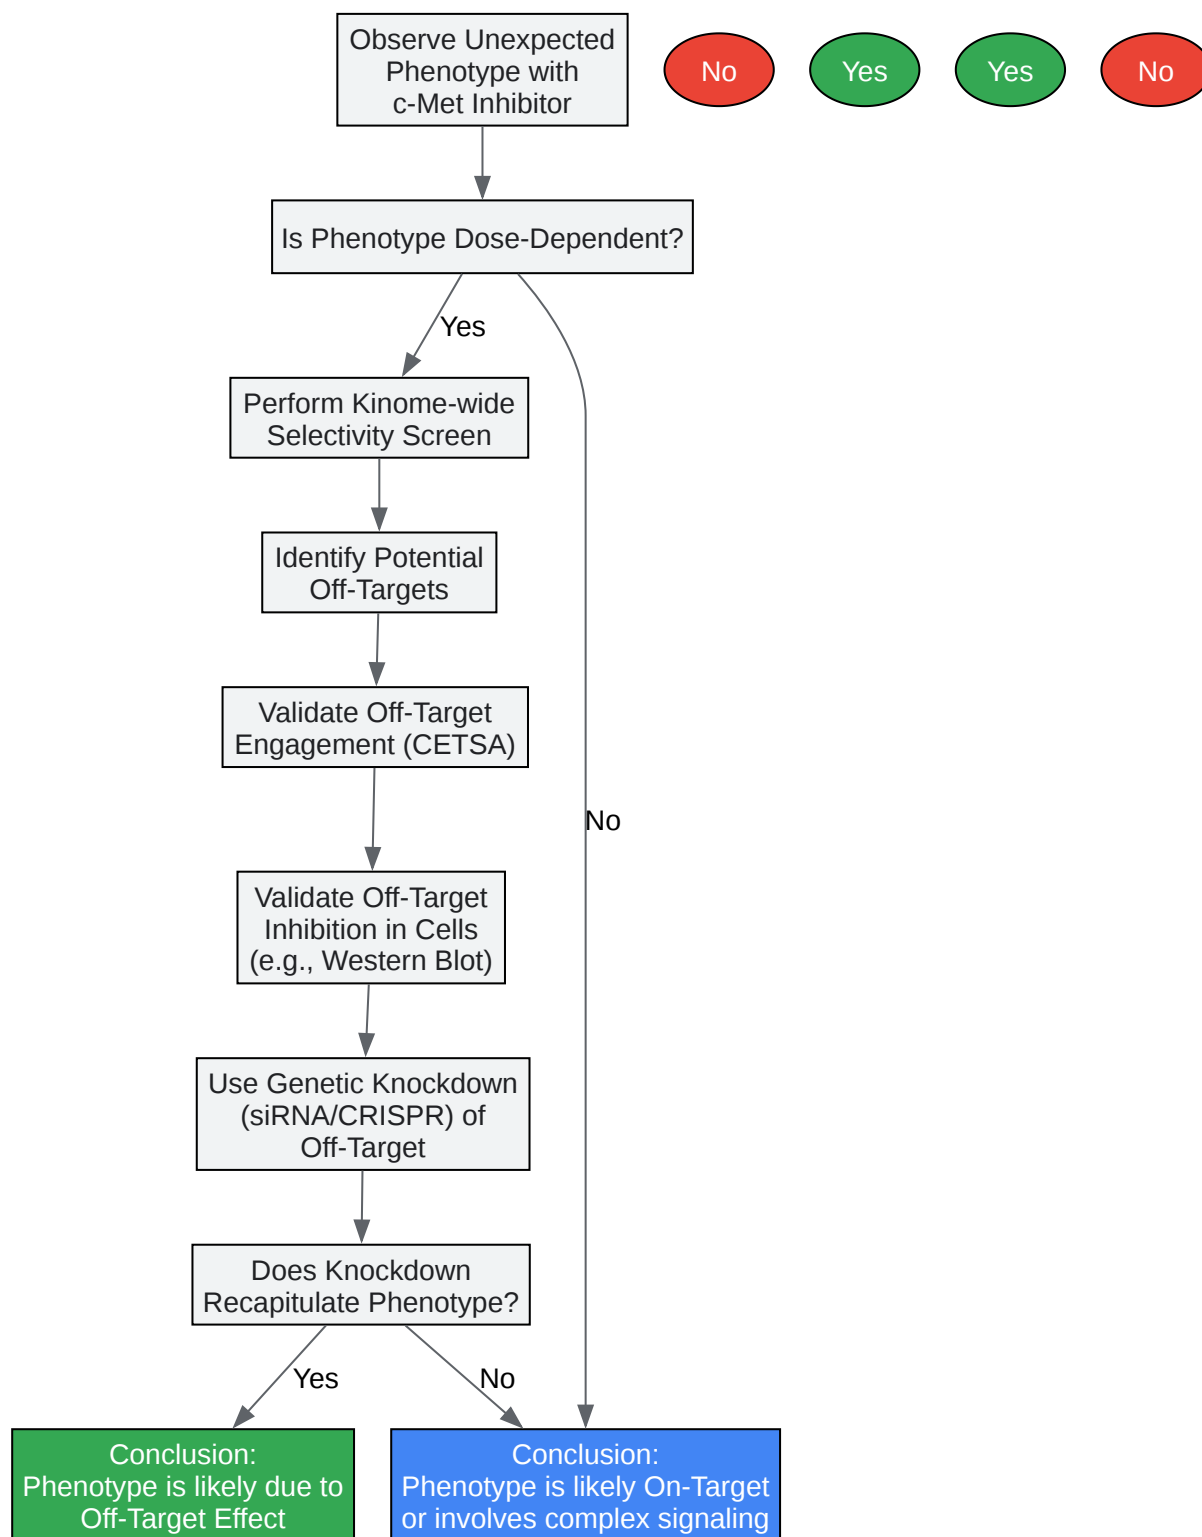 Observe Unexpected
Phenotype with
c-Met Inhibitor
No
Yes
Yes
No
Is Phenotype Dose-Dependent?
Yes
Perform Kinome-wide
Selectivity Screen
Identify Potential
Off-Targets
Validate Off-Target
Engagement (CETSA)
No
Validate Off-Target
Inhibition in Cells
(e.g., Western Blot)
Use Genetic Knockdown
(siRNA/CRISPR) of
Off-Target
Does Knockdown
Recapitulate Phenotype?
Yes
No
Conclusion:
Phenotype is likely due to
Off-Target Effect
Conclusion:
Phenotype is likely On-Target
or involves complex signaling